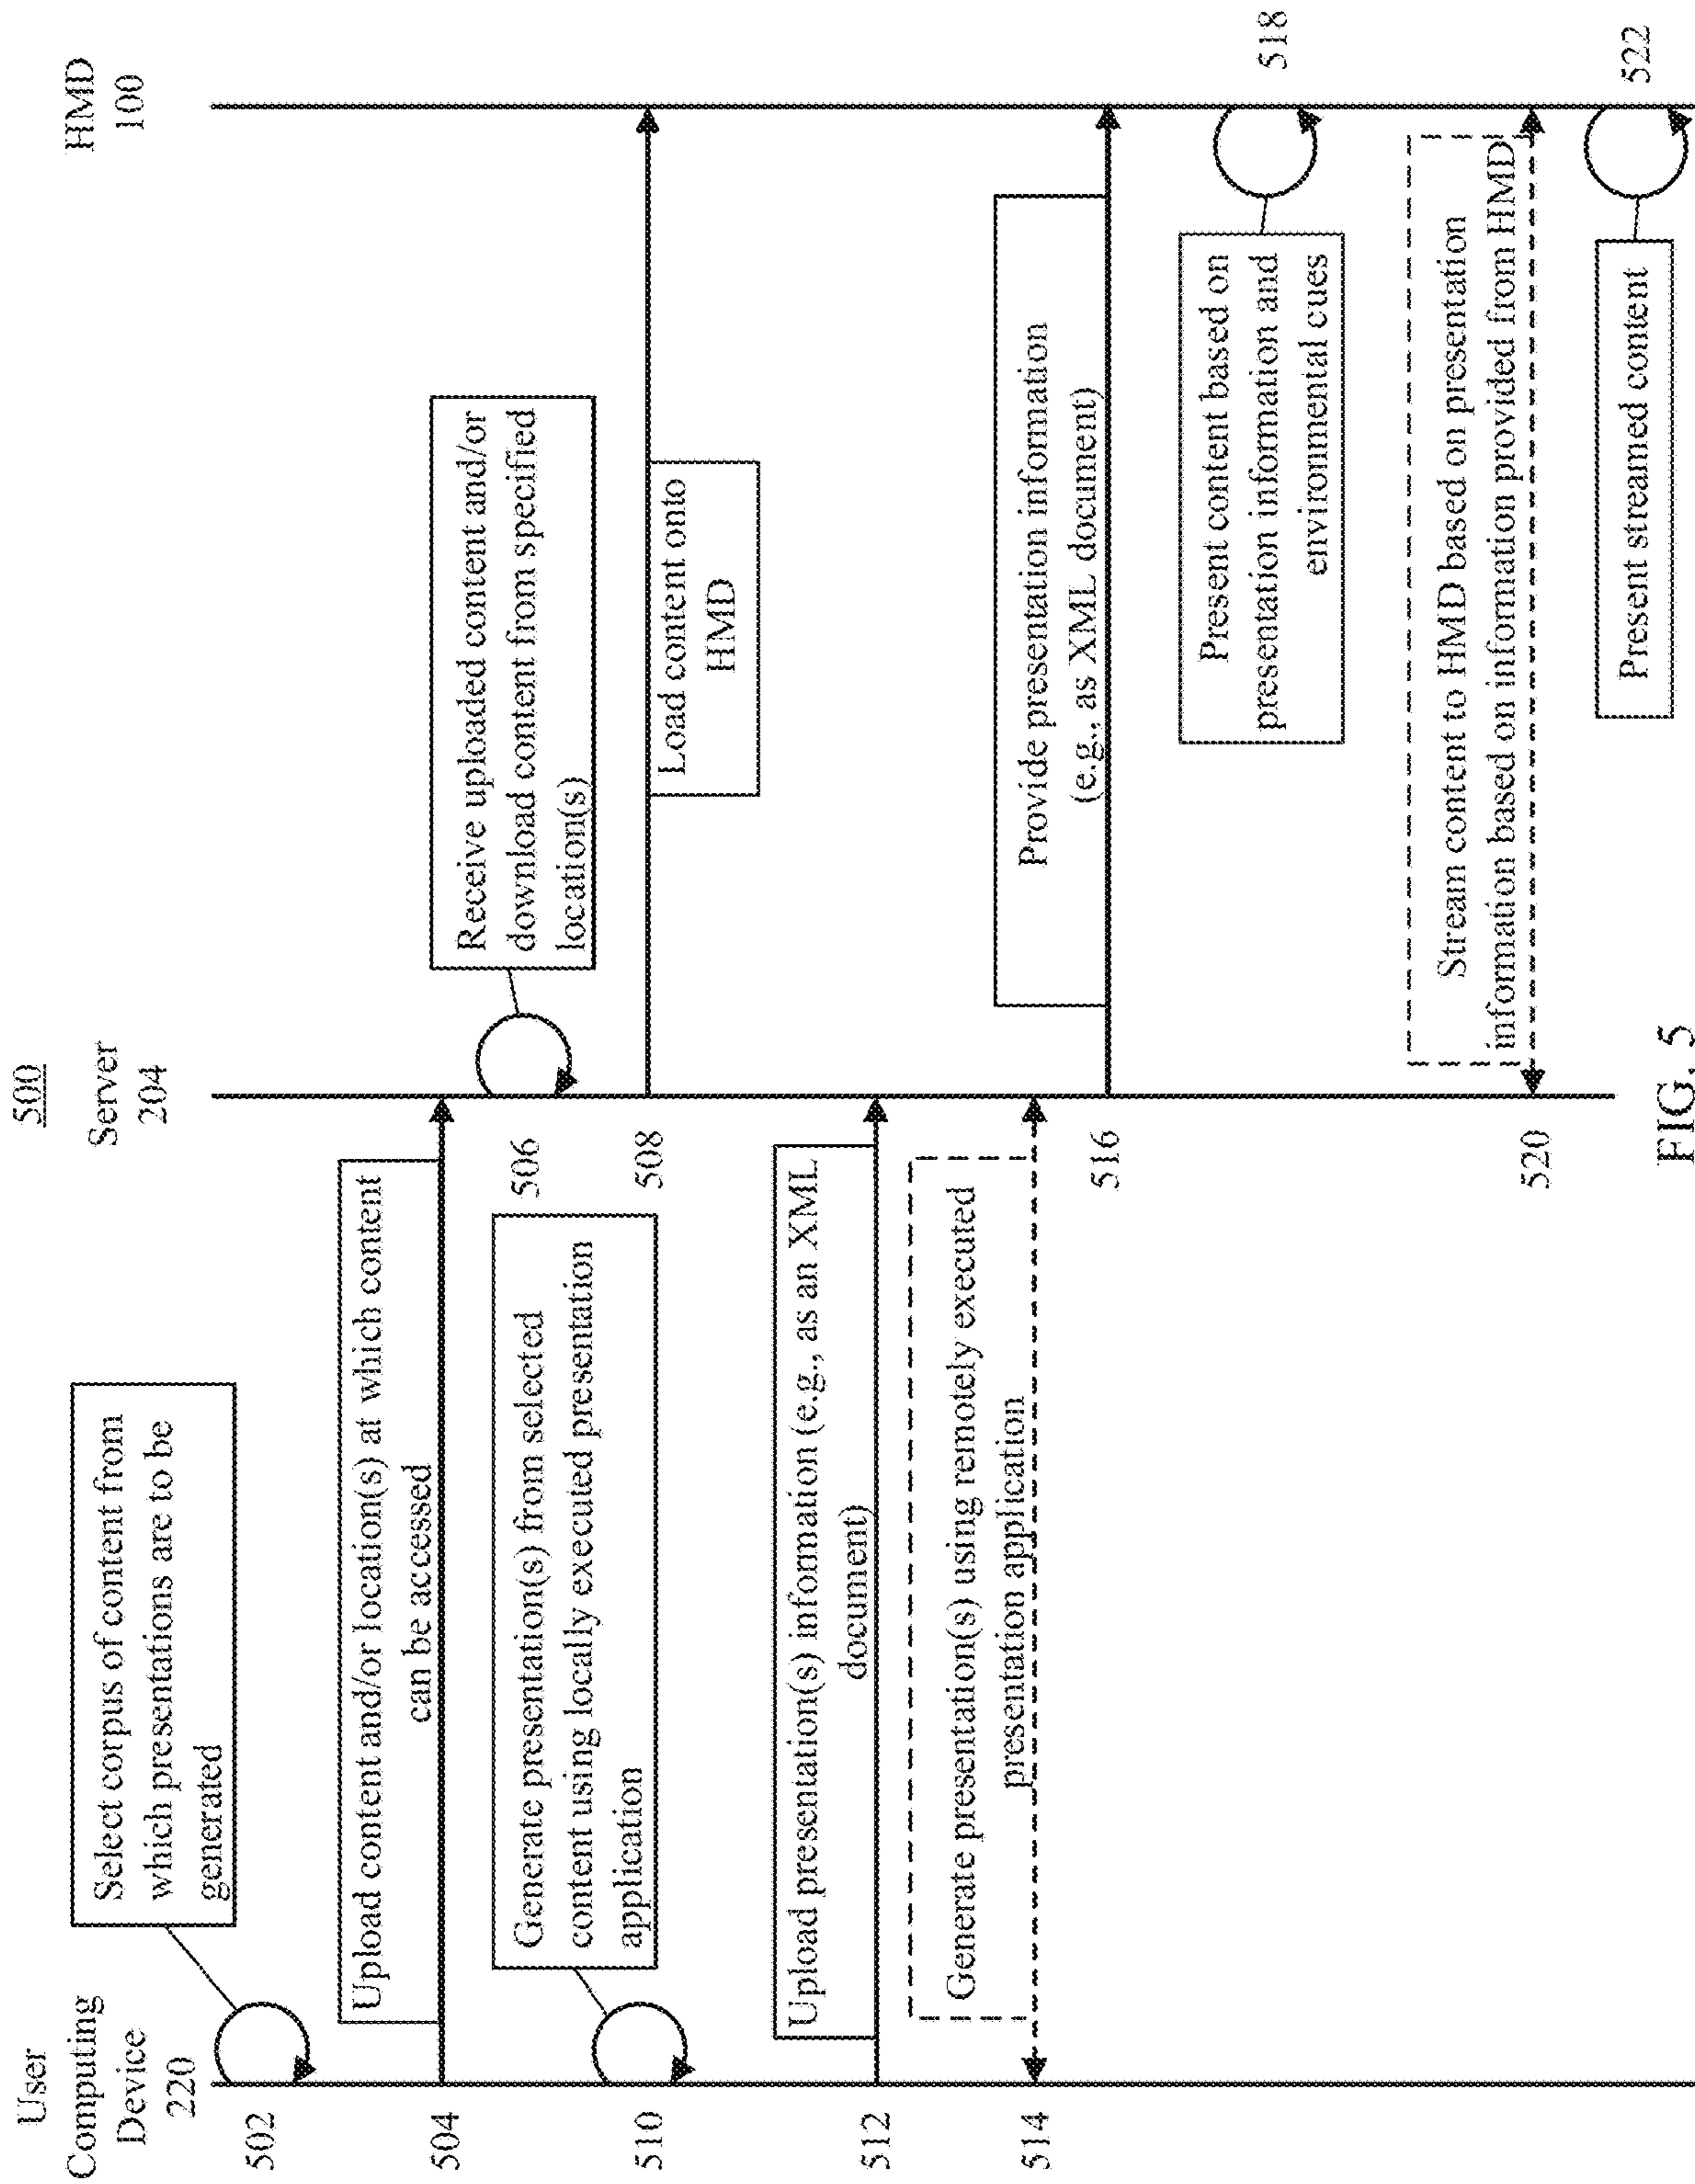 500
User
Computing
Device
220
Server
204
HMD
100
502
Select corpus of content from
which presentations are to be
generated
504
Upload content and/or location(s) at which content
can be accessed
506
Receive uploaded content and/or
download content from specified
location(s)
508
Load content onto
HMD
510
Generate presentation(s) from selected
content using locally executed presentation
application
512
Upload presentation(s) information (e.g., as an XML
document)
514
Generate presentation(s) using remotely executed
presentation application
516
Provide presentation information
(e.g., as XML document)
518
Present content based on
presentation information and
environmental cues
520
Stream content to HMD based on presentation
information based on information provided from HMD
522
Present streamed content
FIG. 5